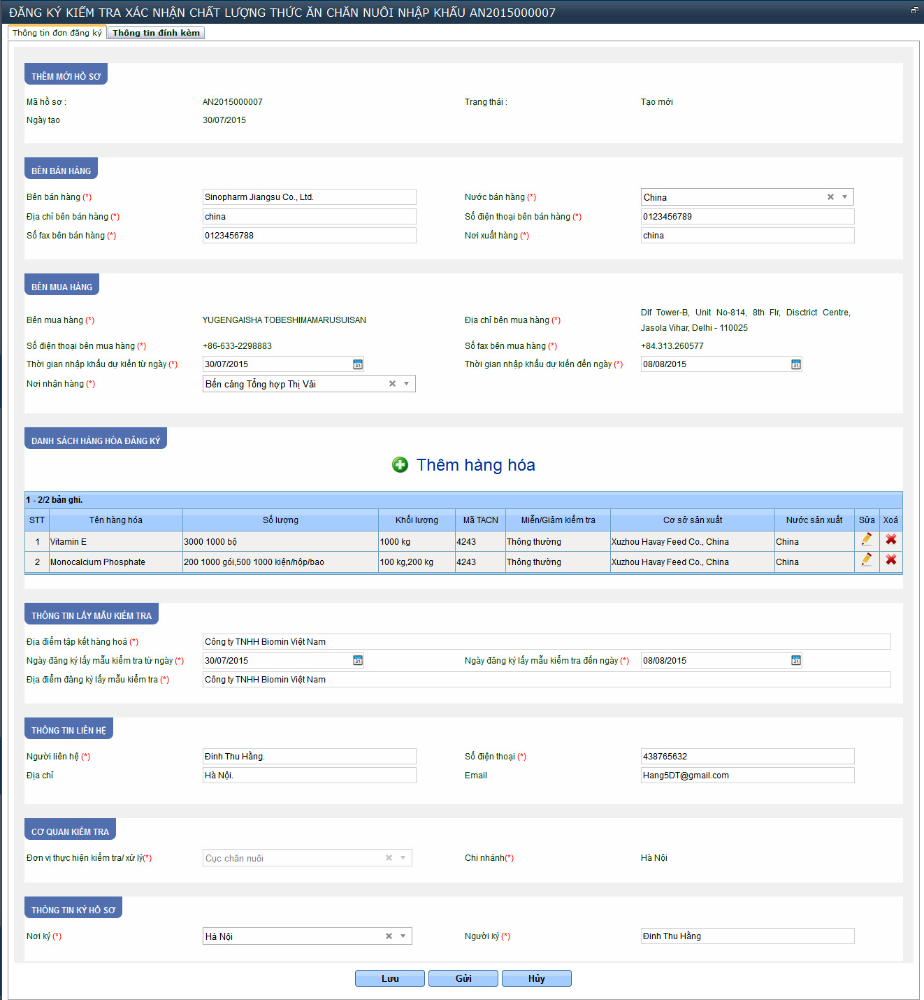 ĐĂNG KÝ KIỂM TRA XÁC NHẬN CHẤT LƯỢNG THỨC ĂN CHĂN NUÔI NHẬP KHẨU AN2015000007
Thông tin đơn đăng ký Thông tin đính kèm
THÊM MỚI HỒ SƠ
Mã hồ sơ : AN2015000007 Trạng thái : Tạo mới
Ngày tạo 30/07/2015
BÊN BÁN HÀNG
Bên bán hàng (*) Sinopharm Jiangsu Co., Ltd. Nước bán hàng (*) China
Địa chỉ bên bán hàng (*) china Số điện thoại bên bán hàng (*) 0123456789
Số fax bên bán hàng (*) 0123456788 Nơi xuất hàng (*) china
BÊN MUA HÀNG
Bên mua hàng (*) YUGENGAISHA TOBESHIMAMARUSUISAN Địa chỉ bên mua hàng (*) Dlf Tower-B, Unit No-814, 8th Flr, Disctrict Centre,
Jasola Vihar, Delhi - 110025
Số điện thoại bên mua hàng (*) +86-633-2298883 Số fax bên mua hàng (*) +84.313.260577
Thời gian nhập khẩu dự kiến từ ngày (*) 30/07/2015 Thời gian nhập khẩu dự kiến đến ngày (*) 08/08/2015
Nơi nhận hàng (*) Bến cảng Tổng hợp Thị Vải
DANH SÁCH HÀNG HÓA ĐĂNG KÝ
Thêm hàng hóa
1 - 2/2 bản ghi.
STT Tên hàng hóa Số lượng Khối lượng Mã TACN Miễn/Giảm kiểm tra Cơ sở sản xuất Nước sản xuất Sửa Xoá
1 Vitamin E 3000 1000 bộ 1000 kg 4243 Thông thường Xuzhou Havay Feed Co., China China
2 Monocalcium Phosphate 200 1000 gói,500 1000 kiện/hộp/bao 100 kg,200 kg 4243 Thông thường Xuzhou Havay Feed Co., China China
THÔNG TIN LẤY MẪU KIỂM TRA
Địa điểm tập kết hàng hoá (*) Công ty TNHH Biomin Việt Nam
Ngày đăng ký lấy mẫu kiểm tra từ ngày (*) 30/07/2015 Ngày đăng ký lấy mẫu kiểm tra đến ngày (*) 08/08/2015
Địa điểm đăng ký lấy mẫu kiểm tra (*) Công ty TNHH Biomin Việt Nam
THÔNG TIN LIÊN HỆ
Người liên hệ (*) Đinh Thu Hằng. Số điện thoại (*) 438765632
Địa chỉ Hà Nội. Email Hang5DT@gmail.com
CƠ QUAN KIỂM TRA
Đơn vị thực hiện kiểm tra/ xử lý(*) Cục chăn nuôi Chi nhánh(*) Hà Nội
THÔNG TIN KÝ HỒ SƠ
Nơi ký (*) Hà Nội Người ký (*) Đinh Thu Hằng
Lưu Gửi Hủy